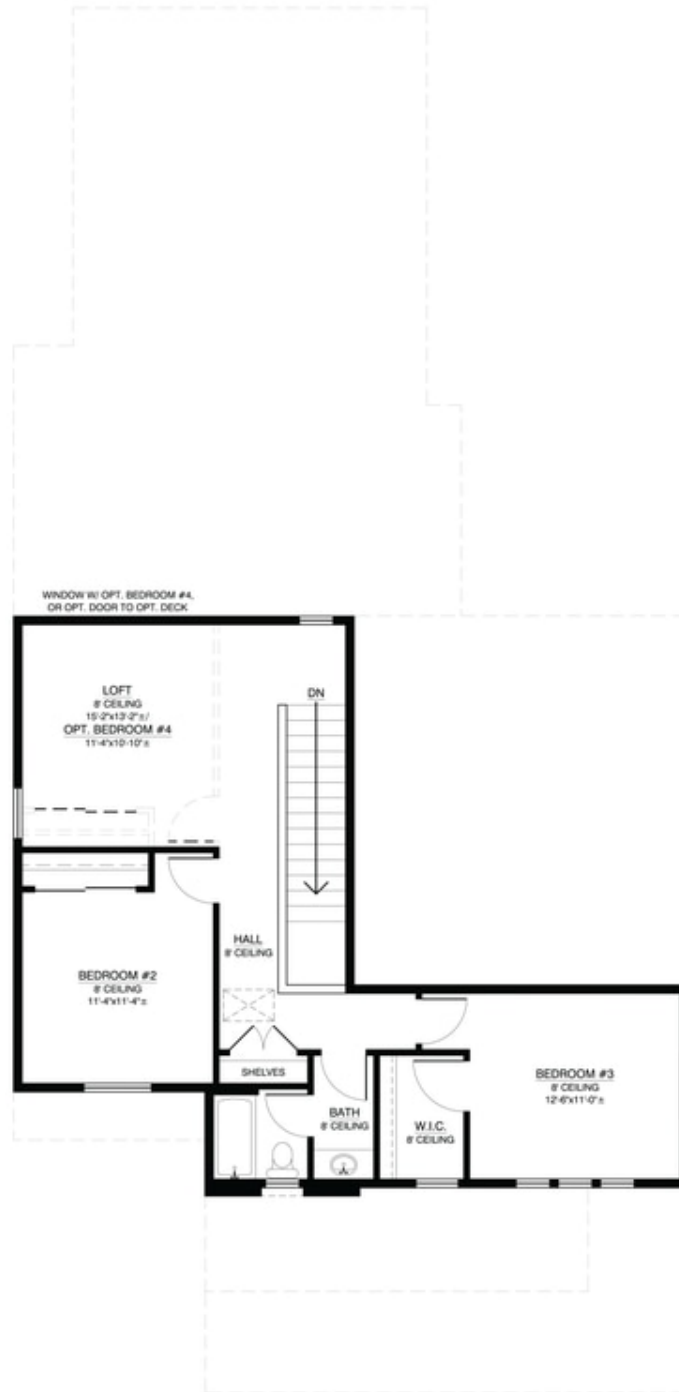 WINDOW W/ OPT. BEDROOM #4,
OR OPT. DOOR TO OPT. DECK
LOFT
8' CEILING
15'-2"x13'-2"±/
OPT. BEDROOM #4
11'-4"x10'-10"±
DN
HALL
8' CEILING
BEDROOM #2
8' CEILING
11'-4"x11'-4"±
SHELVES
BATH
8' CEILING
W.I.C.
8' CEILING
BEDROOM #3
8' CEILING
12'-6"x11'-0"±